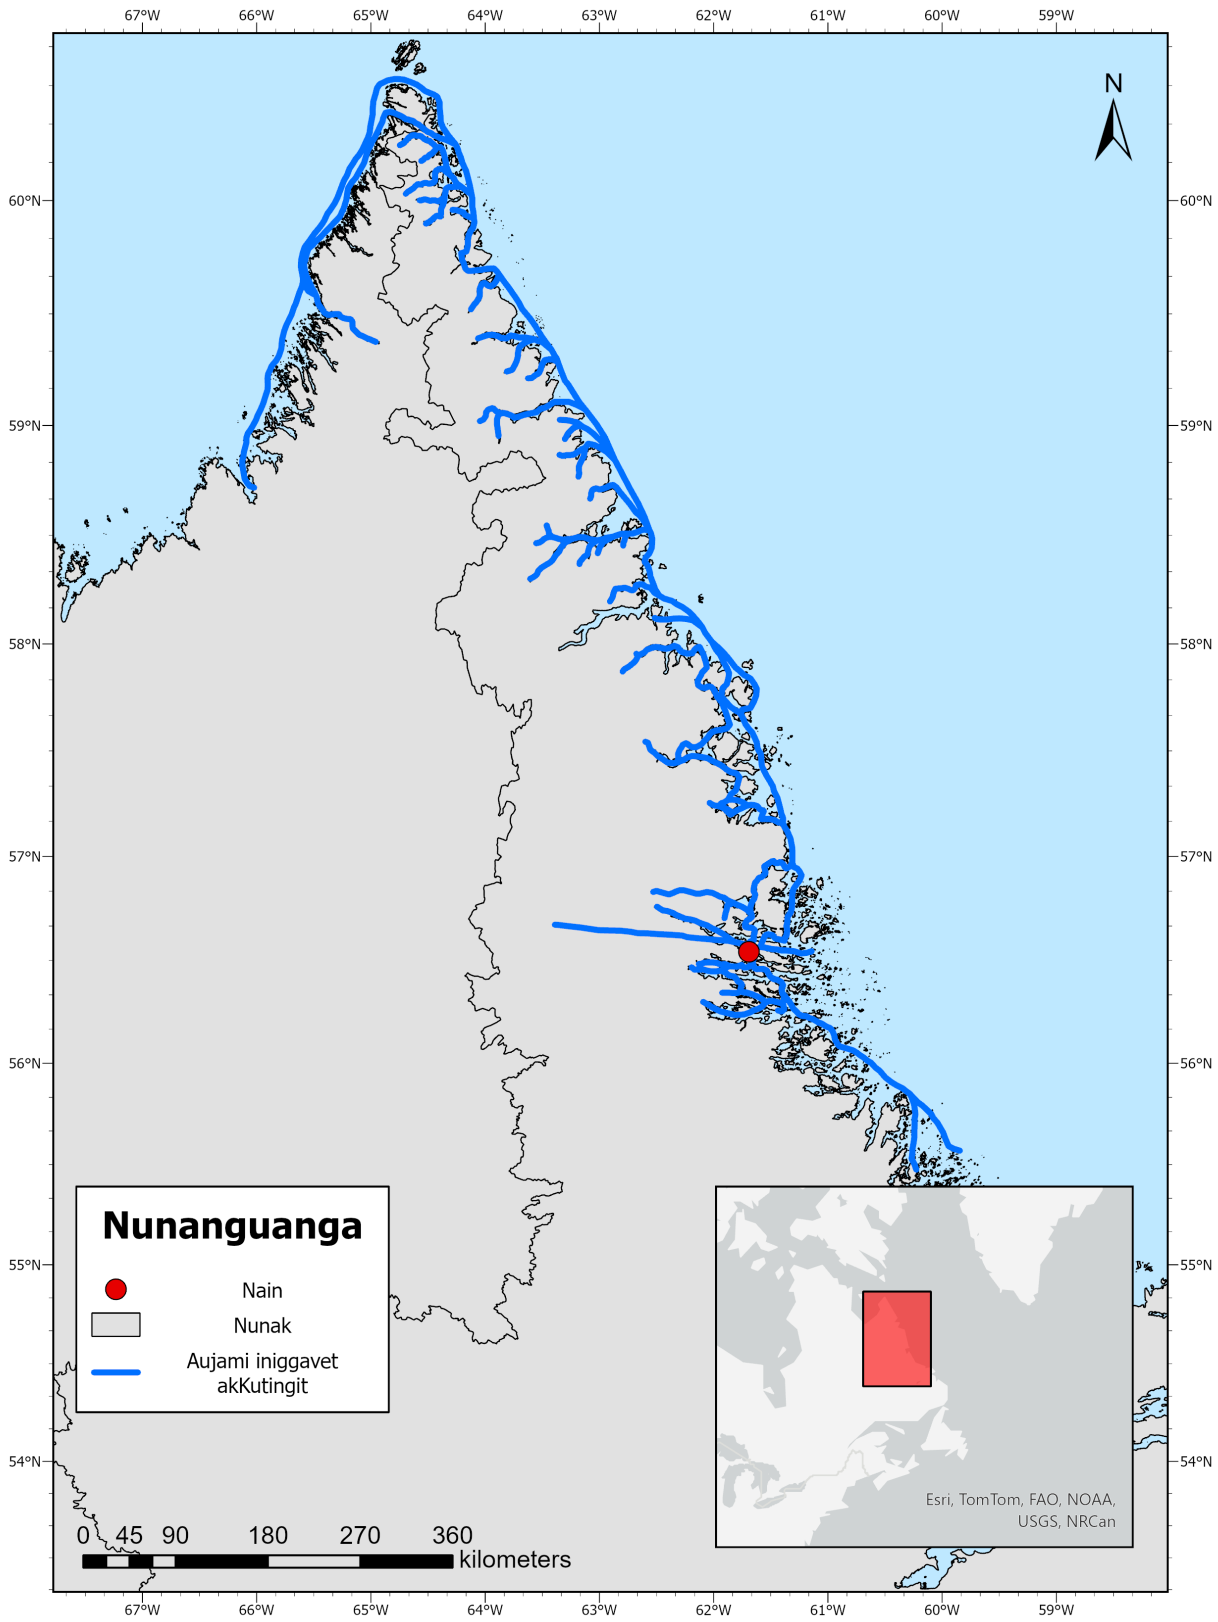 67°W 66°W 65°W 64°W 63°W 62°W 61°W 60°W 59°W
N
60°N 60°N
59°N 59°N
58°N 58°N
57°N 57°N
56°N 56°N
55°N 55°N
54°N 54°N
Nunanguanga
Nain
Nunak
Aujami iniggavet
akKutingit
Esri, TomTom, FAO, NOAA,
USGS, NRCan
0 45 90 180 270 360
kilometers
67°W 66°W 65°W 64°W 63°W 62°W 61°W 60°W 59°W